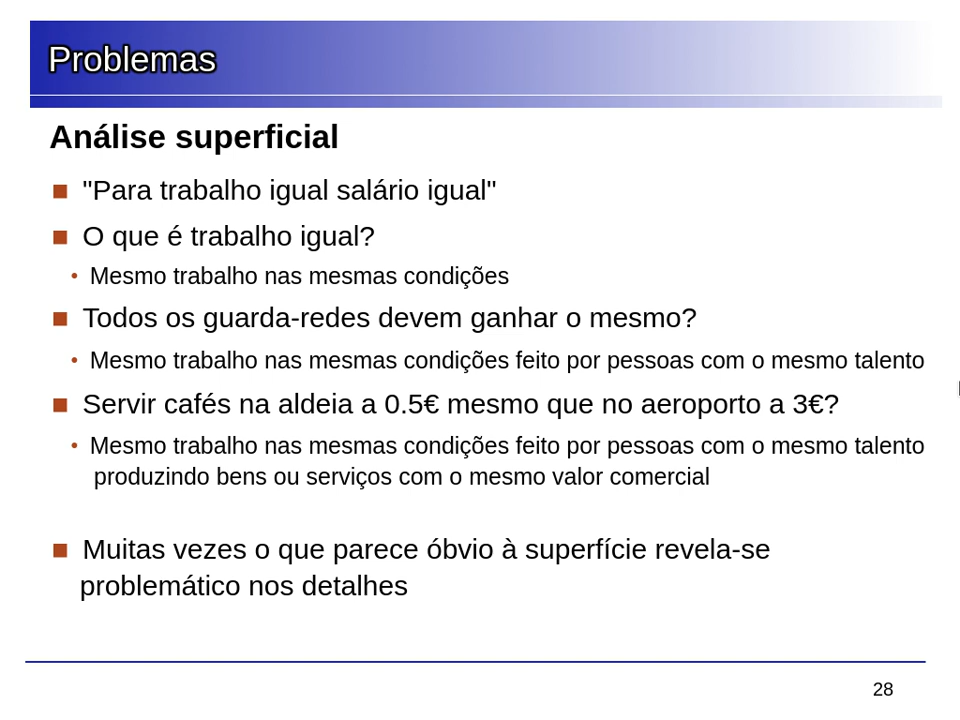 Problemas
Análise superficial
"Para trabalho igual salário igual"
O que é trabalho igual?
Mesmo trabalho nas mesmas condições
Todos os guarda-redes devem ganhar o mesmo?
Mesmo trabalho nas mesmas condições feito por pessoas com o mesmo talento
Servir cafés na aldeia a 0.5€ mesmo que no aeroporto a 3€?
Mesmo trabalho nas mesmas condições feito por pessoas com o mesmo talento
produzindo bens ou serviços com o mesmo valor comercial
Muitas vezes o que parece óbvio à superfície revela-se
problemático nos detalhes
28